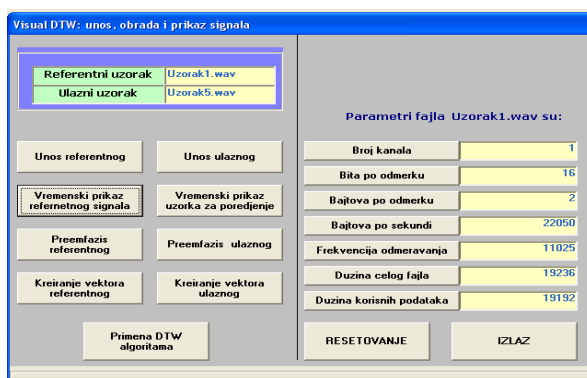 Visual DTW: unos, obrada i prikaz signala
Referentni uzorak Uzorak1.wav
Ulazni uzorak Uzorak5.wav
Unos referentnog
Unos ulaznog
Vremenski prikaz
refernetnog signala
Vremenski prikaz
uzorka za poredjenje
Preemfazis
referentnog
Preemfazis ulaznog
Kreiranje vektora
referentnog
Kreiranje vektora
ulaznog
Primena DTW
algoritama
Parametri fajla Uzorak1.wav su:
Broj kanala 1
Bita po odmerku 16
Bajtova po odmerku 2
Bajtova po sekundi 22050
Frekvencija odmeravanja 11025
Duzina celog fajla 19236
Duzina korisnih podataka 19192
RESETOVANJE
IZLAZ